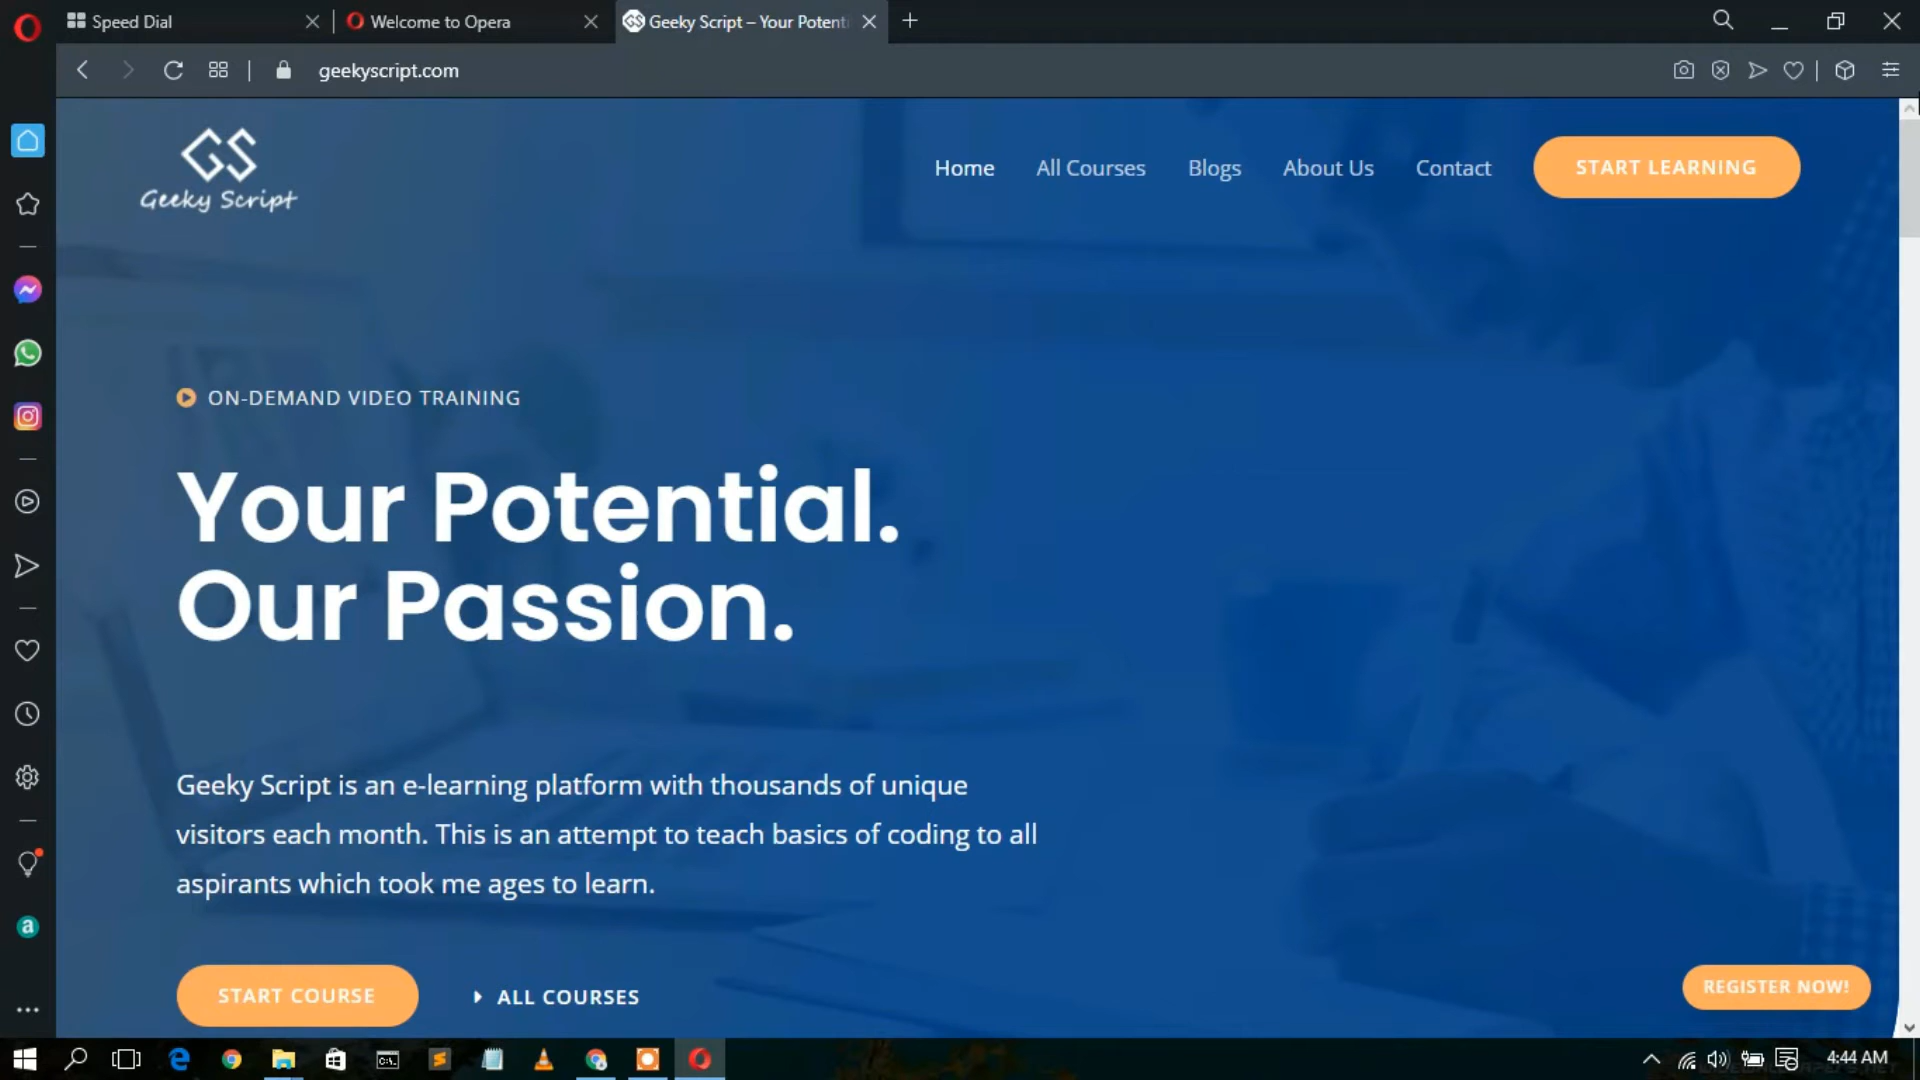 Speed Dial
Welcome to Opera
Geeky Script – Your Potent
geekyscript.com
GS
Geeky Script
Home
All Courses
Blogs
About Us
Contact
START LEARNING
ON-DEMAND VIDEO TRAINING
Your Potential.
Our Passion.
Geeky Script is an e-learning platform with thousands of unique
visitors each month. This is an attempt to teach basics of coding to all
aspirants which took me ages to learn.
START COURSE
ALL COURSES
REGISTER NOW!
4:44 AM